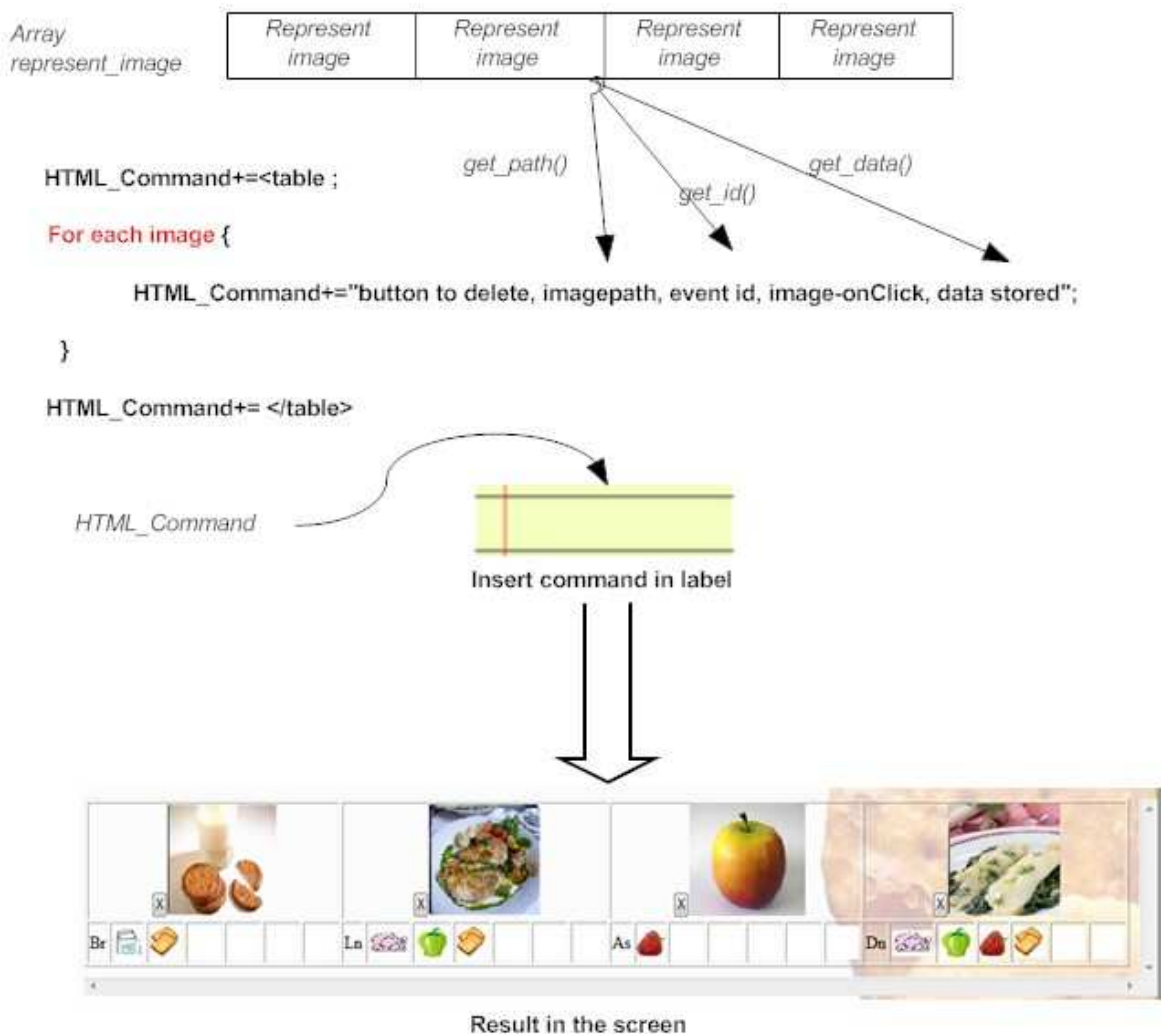 Array
represent_image
Represent
image
Represent
image
Represent
image
Represent
image
get_path()
get_id()
get_data()
HTML_Command+=<table ;
For each image {
HTML_Command+="button to delete, imagepath, event id, image-onClick, data stored";
}
HTML_Command+= </table>
HTML_Command
Insert command in label
X
X
X
X
Br
Ln
As
Dn
Result in the screen